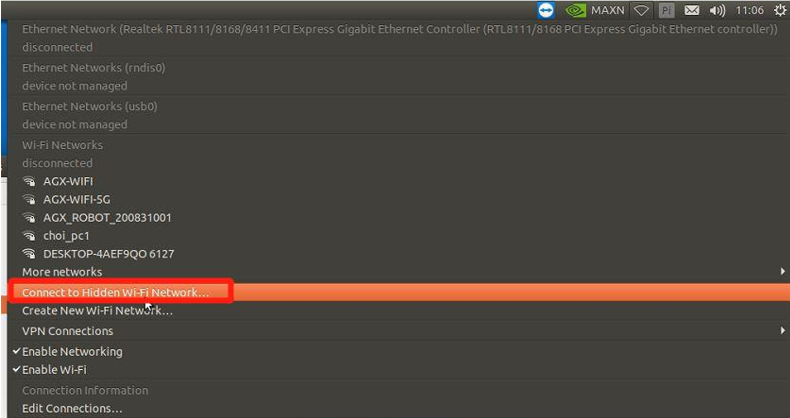 MAXN Pi 11:06
Ethernet Network (Realtek RTL8111/8168/8411 PCI Express Gigabit Ethernet Controller (RTL8111/8168 PCI Express Gigabit Ethernet controller))
disconnected
Ethernet Networks (rndis0)
device not managed
Ethernet Networks (usb0)
device not managed
Wi-Fi Networks
disconnected
AGX-WIFI
AGX-WIFI-5G
AGX_ROBOT_200831001
choi_pc1
DESKTOP-4AEF9QO 6127
More networks
Connect to Hidden Wi-Fi Network...
Create New Wi-Fi Network...
VPN Connections
Enable Networking
Enable Wi-Fi
Connection Information
Edit Connections...